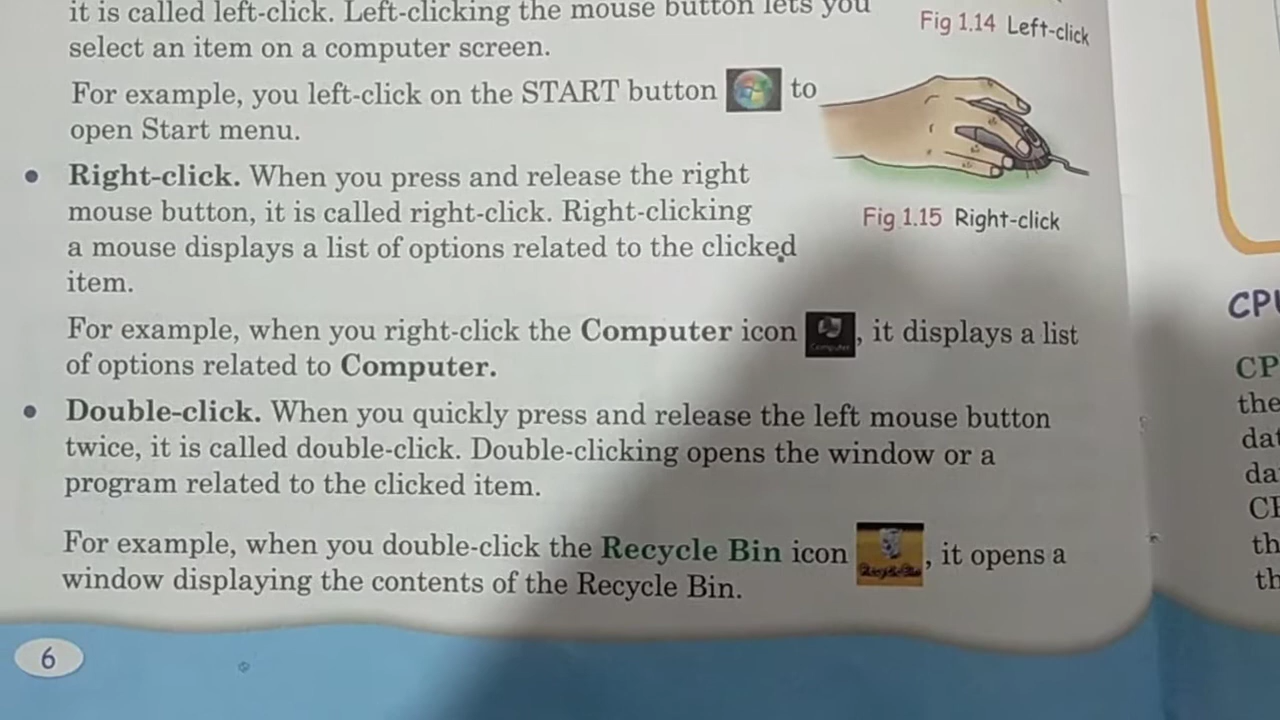 it is called left-click. Left-clicking the mouse button lets you
select an item on a computer screen.
Fig 1.14 Left-click
For example, you left-click on the START button to
open Start menu.
• Right-click. When you press and release the right
mouse button, it is called right-click. Right-clicking
a mouse displays a list of options related to the clicked
item.
Fig 1.15 Right-click
For example, when you right-click the Computer icon , it displays a list
of options related to Computer.
• Double-click. When you quickly press and release the left mouse button
twice, it is called double-click. Double-clicking opens the window or a
program related to the clicked item.
For example, when you double-click the Recycle Bin icon , it opens a
window displaying the contents of the Recycle Bin.
6
the